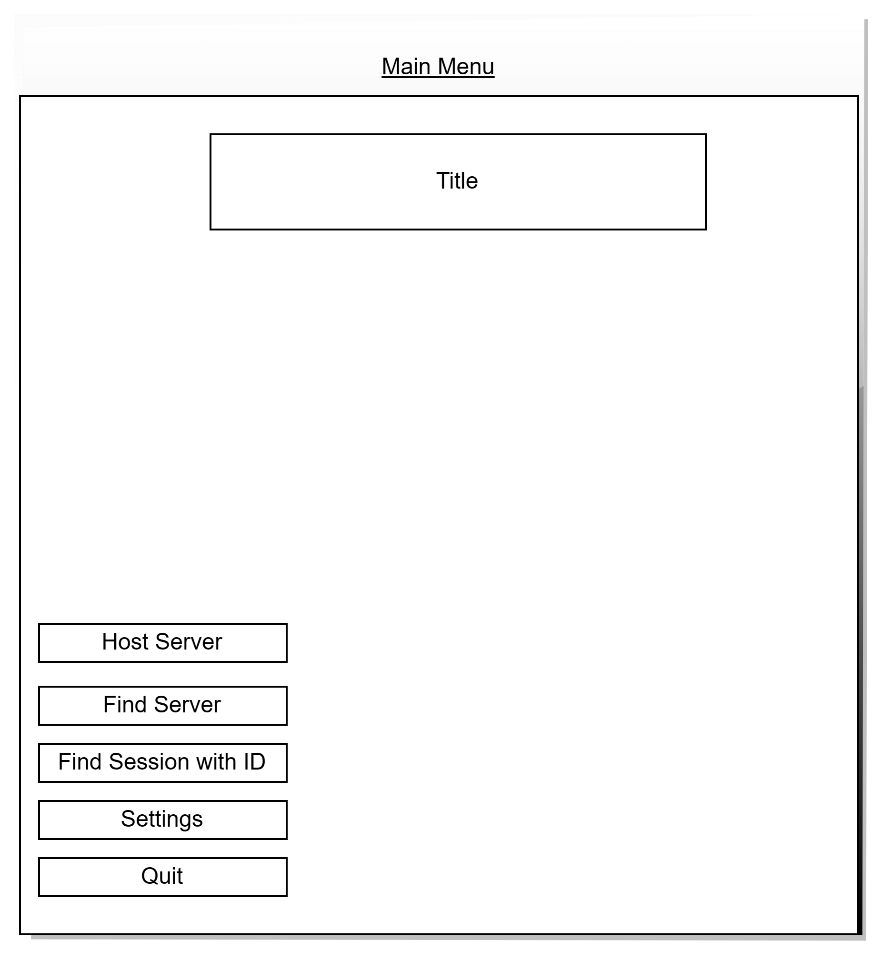 Main Menu
Title
Host Server
Find Server
Find Session with ID
Settings
Quit